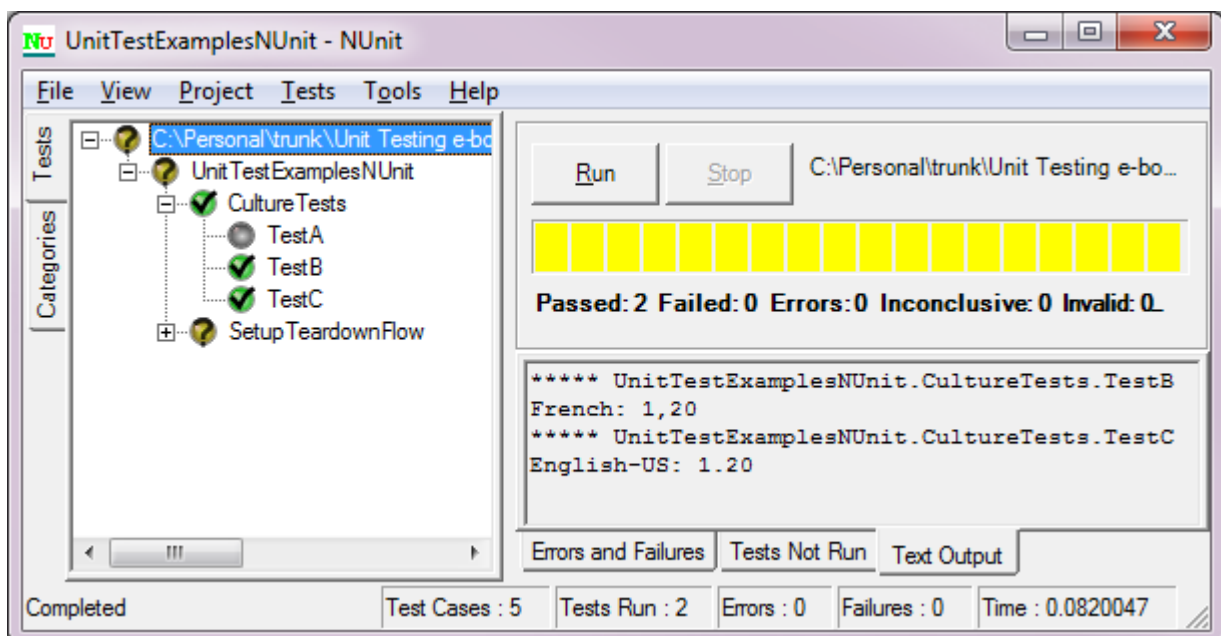 NU UnitTestExamplesNUnit - NUnit
File View Project Tests Tools Help
Tests
Categories
C:\Personal\trunk\Unit Testing e-bo
UnitTestExamplesNUnit
CultureTests
TestA
TestB
TestC
SetupTeardownFlow
Run Stop C:\Personal\trunk\Unit Testing e-bo...
Passed: 2 Failed: 0 Errors: 0 Inconclusive: 0 Invalid: 0...
***** UnitTestExamplesNUnit.CultureTests.TestB
French: 1,20
***** UnitTestExamplesNUnit.CultureTests.TestC
English-US: 1.20
Errors and Failures Tests Not Run Text Output
Completed Test Cases : 5 Tests Run : 2 Errors : 0 Failures : 0 Time : 0.0820047